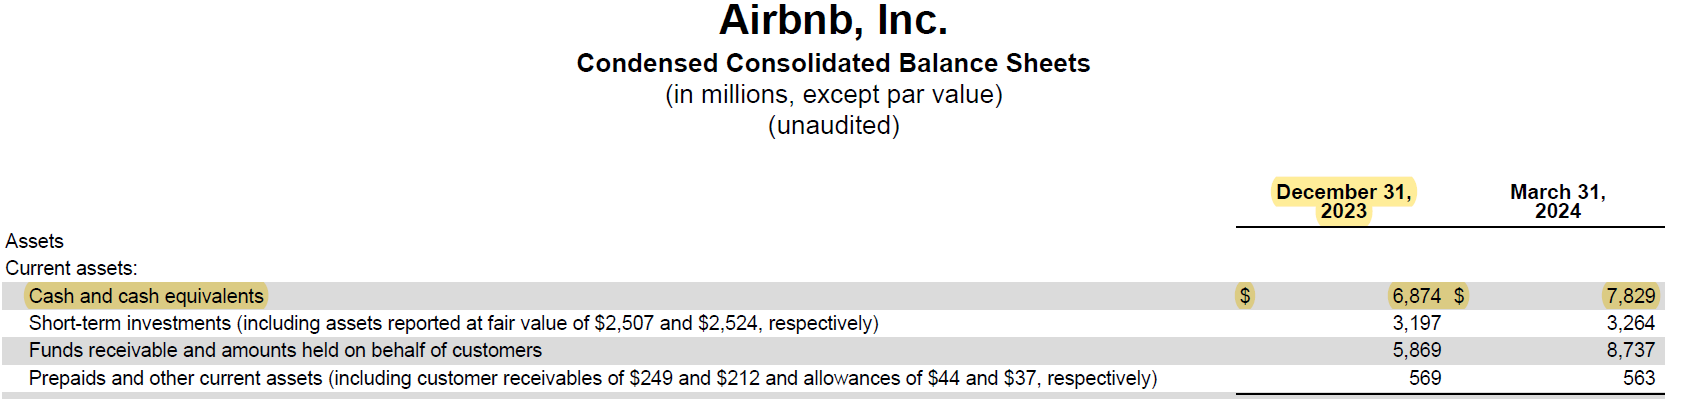 Airbnb, Inc.
Condensed Consolidated Balance Sheets
(in millions, except par value)
(unaudited)
December 31, March 31,
2023 2024
Assets
Current assets:
Cash and cash equivalents $ 6,874 $ 7,829
Short-term investments (including assets reported at fair value of $2,507 and $2,524, respectively) 3,197 3,264
Funds receivable and amounts held on behalf of customers 5,869 8,737
Prepaids and other current assets (including customer receivables of $249 and $212 and allowances of $44 and $37, respectively) 569 563